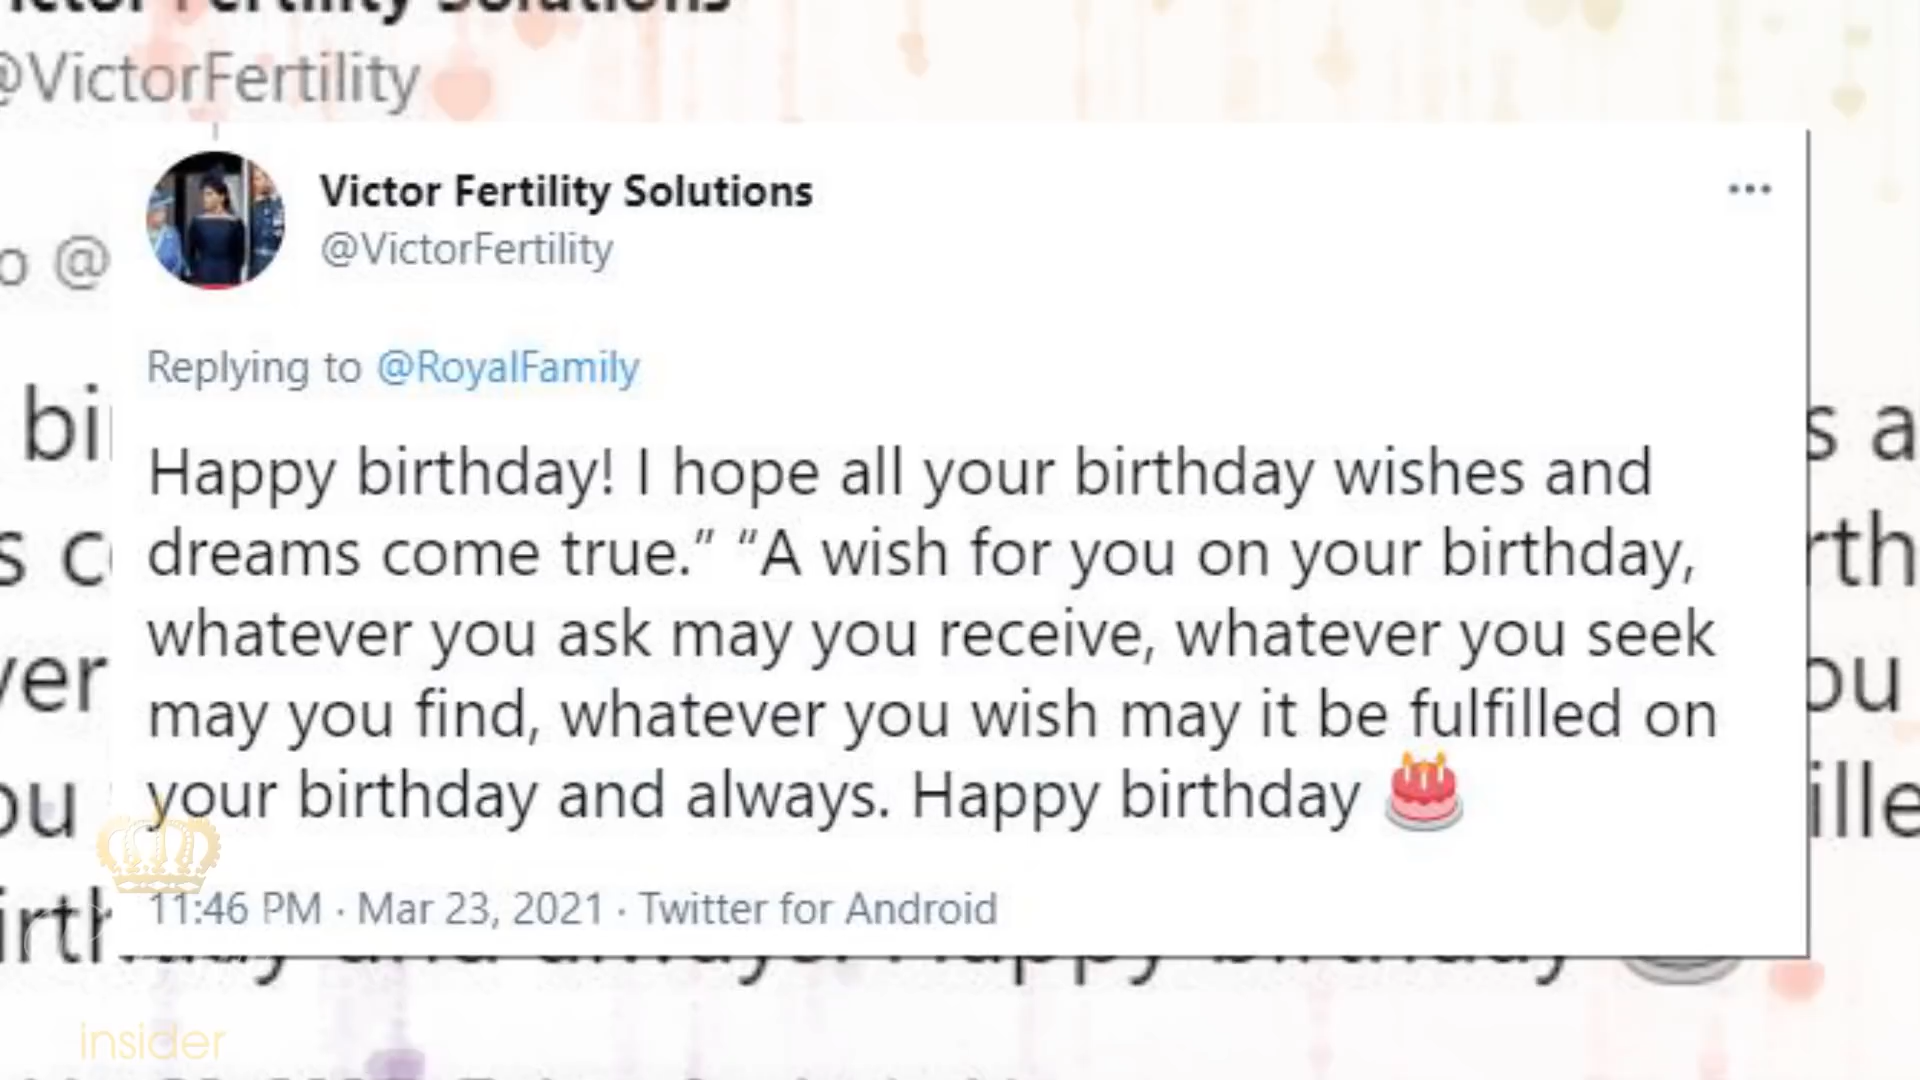 @VictorFertility
Victor Fertility Solutions
@VictorFertility
Replying to @RoyalFamily
Happy birthday! I hope all your birthday wishes and
dreams come true.” “A wish for you on your birthday,
whatever you ask may you receive, whatever you seek
may you find, whatever you wish may it be fulfilled on
your birthday and always. Happy birthday 🎂
11:46 PM · Mar 23, 2021 · Twitter for Android
insider